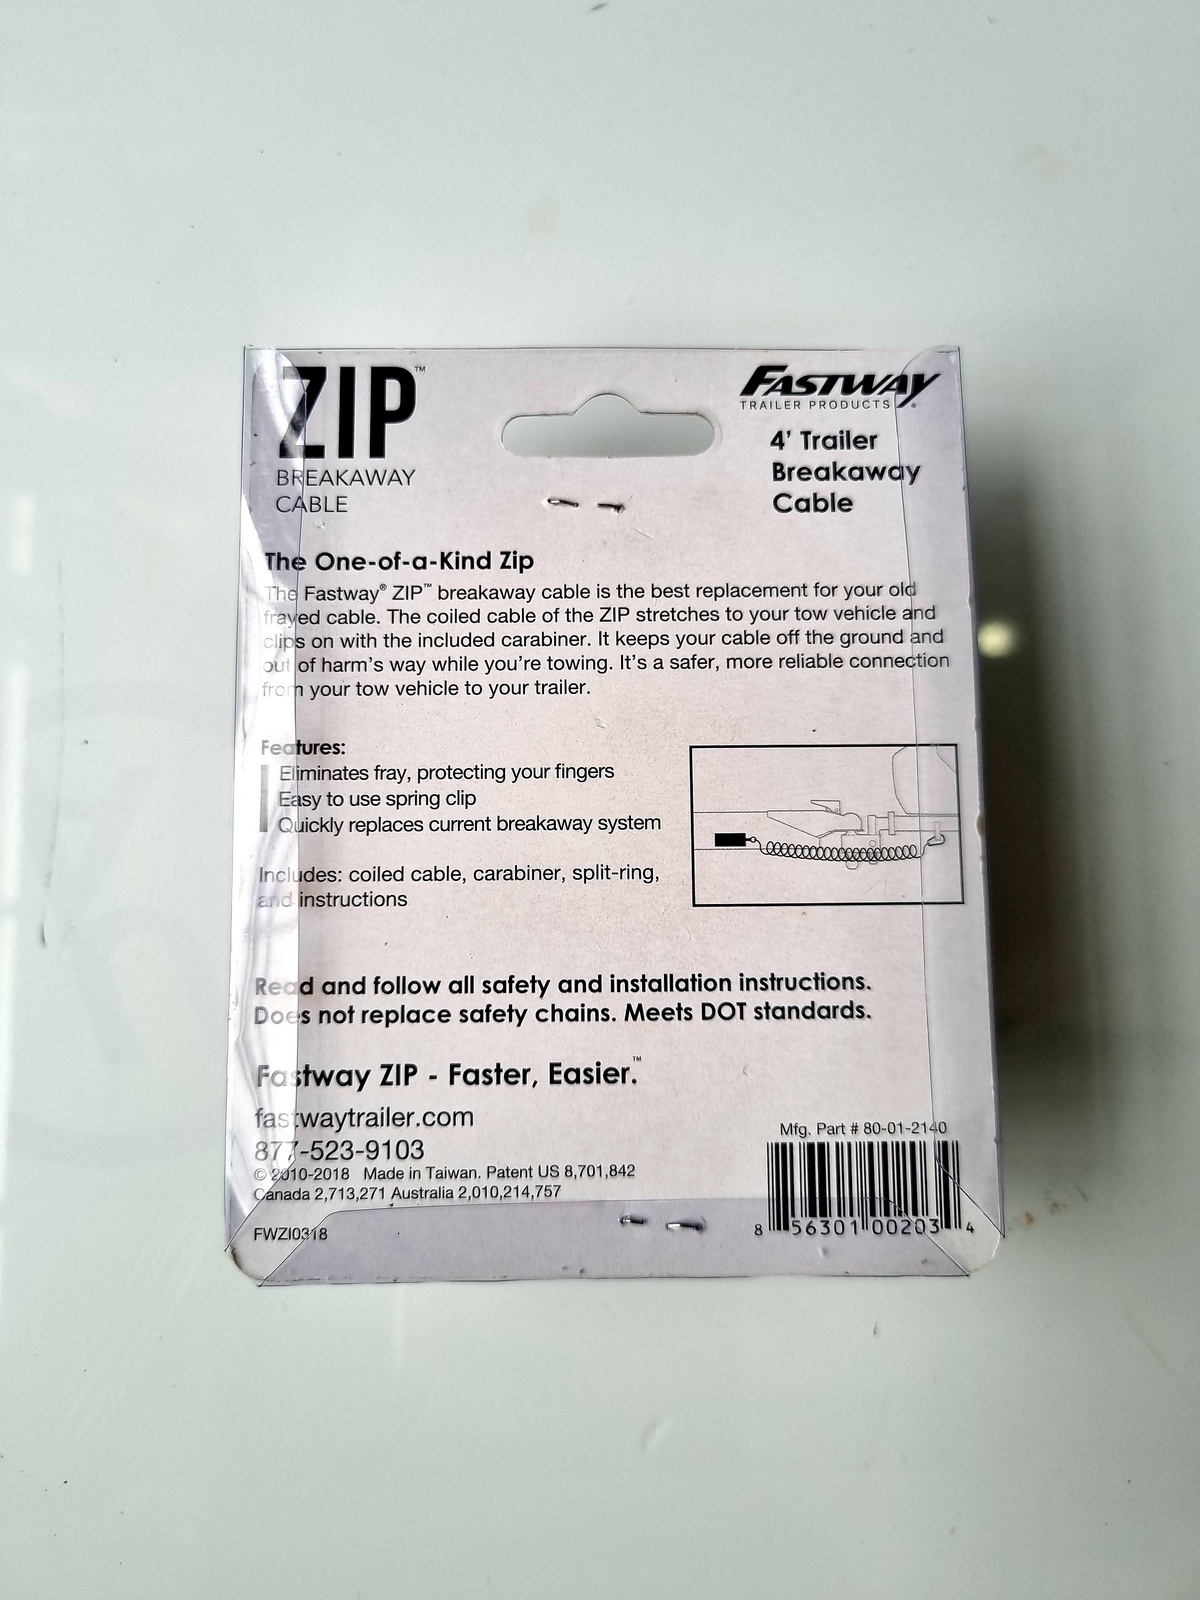 ZIP™
BREAKAWAY
CABLE
FASTWAY
TRAILER PRODUCTS®
4' Trailer
Breakaway
Cable
The One-of-a-Kind Zip
The Fastway® ZIP™ breakaway cable is the best replacement for your old
frayed cable. The coiled cable of the ZIP stretches to your tow vehicle and
clips on with the included carabiner. It keeps your cable off the ground and
out of harm's way while you're towing. It's a safer, more reliable connection
from your tow vehicle to your trailer.
Features:
Eliminates fray, protecting your fingers
Easy to use spring clip
Quickly replaces current breakaway system
Includes: coiled cable, carabiner, split-ring,
and instructions
Read and follow all safety and installation instructions.
Does not replace safety chains. Meets DOT standards.
Fastway ZIP - Faster, Easier.™
fastwaytrailer.com
877-523-9103
© 2010-2018 Made in Taiwan. Patent US 8,701,842
Canada 2,713,271 Australia 2,010,214,757
FWZI0318
Mfg. Part # 80-01-2140
8 56301 00203 4